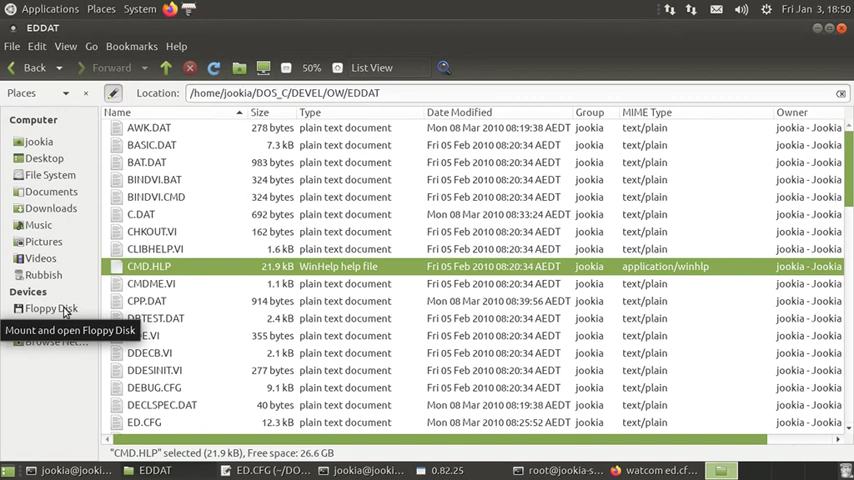 Applications Places System Fri Jan 3, 18:50
EDDAT
File Edit View Go Bookmarks Help
Back Forward 50% List View
Places Location: /home/jookia/DOS_C/DEVEL/OW/EDDAT
Computer Name Size Type Date Modified Group MIME Type Owner
AWK.DAT 278 bytes plain text document Mon 08 Mar 2010 08:19:38 AEDT jookia text/plain jookia - Jookia
jookia BASIC.DAT 7.3 kB plain text document Fri 05 Feb 2010 08:20:34 AEDT jookia text/plain jookia - Jookia
Desktop BAT.DAT 983 bytes plain text document Fri 05 Feb 2010 08:20:34 AEDT jookia text/plain jookia - Jookia
File System BINDVI.BAT 324 bytes plain text document Fri 05 Feb 2010 08:20:34 AEDT jookia text/plain jookia - Jookia
Documents BINDVI.CMD 324 bytes plain text document Fri 05 Feb 2010 08:20:34 AEDT jookia text/plain jookia - Jookia
Downloads C.DAT 692 bytes plain text document Mon 08 Mar 2010 08:33:24 AEDT jookia text/plain jookia - Jookia
Music CHKOUT.VI 162 bytes plain text document Fri 05 Feb 2010 08:20:34 AEDT jookia text/plain jookia - Jookia
Pictures CLIBHELP.VI 1.6 kB plain text document Fri 05 Feb 2010 08:20:34 AEDT jookia text/plain jookia - Jookia
Videos CMD.HLP 21.9 kB WinHelp help file Fri 05 Feb 2010 08:20:34 AEDT jookia application/winhlp jookia - Jookia
Rubbish CMDME.VI 1.1 kB plain text document Fri 05 Feb 2010 08:20:34 AEDT jookia text/plain jookia - Jookia
Devices CPP.DAT 914 bytes plain text document Mon 08 Mar 2010 08:39:56 AEDT jookia text/plain jookia - Jookia
Floppy Disk DBTEST.DAT 2.4 kB plain text document Fri 05 Feb 2010 08:20:34 AEDT jookia text/plain jookia - Jookia
Mount and open Floppy Disk
.VI 355 bytes plain text document Fri 05 Feb 2010 08:20:34 AEDT jookia text/plain jookia - Jookia
Browse Net... DDECB.VI 2.1 kB plain text document Fri 05 Feb 2010 08:20:34 AEDT jookia text/plain jookia - Jookia
DDESINIT.VI 277 bytes plain text document Fri 05 Feb 2010 08:20:34 AEDT jookia text/plain jookia - Jookia
DEBUG.CFG 9.1 kB plain text document Fri 05 Feb 2010 08:20:34 AEDT jookia text/plain jookia - Jookia
DECLSPEC.DAT 40 bytes plain text document Mon 08 Mar 2010 08:19:38 AEDT jookia text/plain jookia - Jookia
ED.CFG 12.3 kB plain text document Mon 08 Mar 2010 08:25:52 AEDT jookia text/plain jookia - Jookia
"CMD.HLP" selected (21.9 kB), Free space: 26.6 GB
jookia@jooki... EDDAT ED.CFG (~/DO... jookia@jooki... 0.82.25 root@jookia-s... watcom ed.cf...